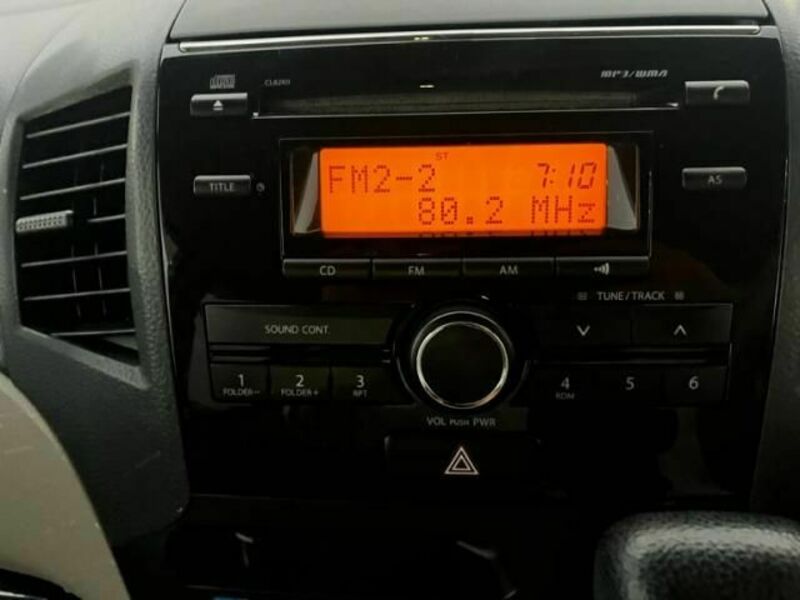 MP3/WMA
ST
FM2-2 7:10
80.2 MHz
TITLE
AS
CD FM AM
TUNE/TRACK
SOUND CONT.
1 2 3 4 5 6
FOLDER- FOLDER+ RPT RDM
VOL PUSH PWR